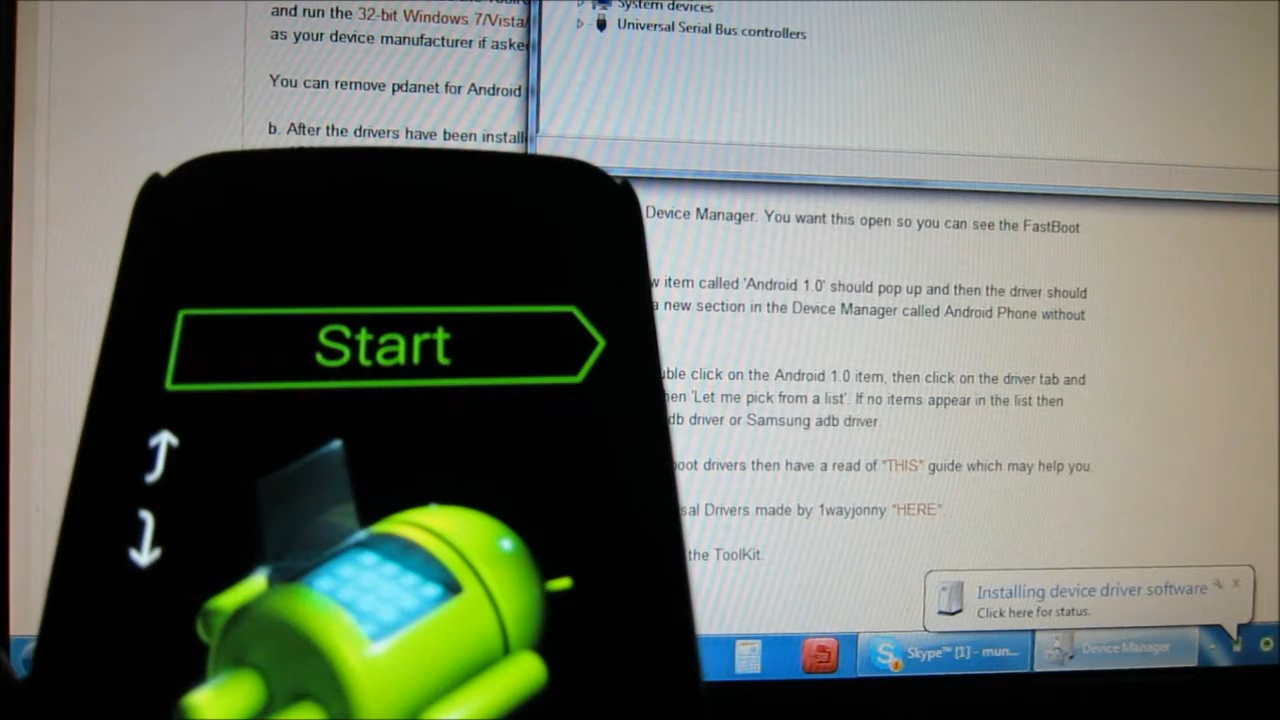 and run the 32-bit Windows 7/Vista/
as your device manufacturer if aske
You can remove pdanet for Android
b. After the drivers have been install
System devices
Universal Serial Bus controllers
Device Manager. You want this open so you can see the FastBoot
w item called 'Android 1.0' should pop up and then the driver should
a new section in the Device Manager called Android Phone without
uble click on the Android 1.0 item, then click on the driver tab and
hen 'Let me pick from a list'. If no items appear in the list then
db driver or Samsung adb driver.
boot drivers then have a read of "THIS" guide which may help you.
sal Drivers made by 1wayjonny "HERE".
the ToolKit.
Start
Installing device driver software
Click here for status.
Skype™ [1] - mun...
Device Manager